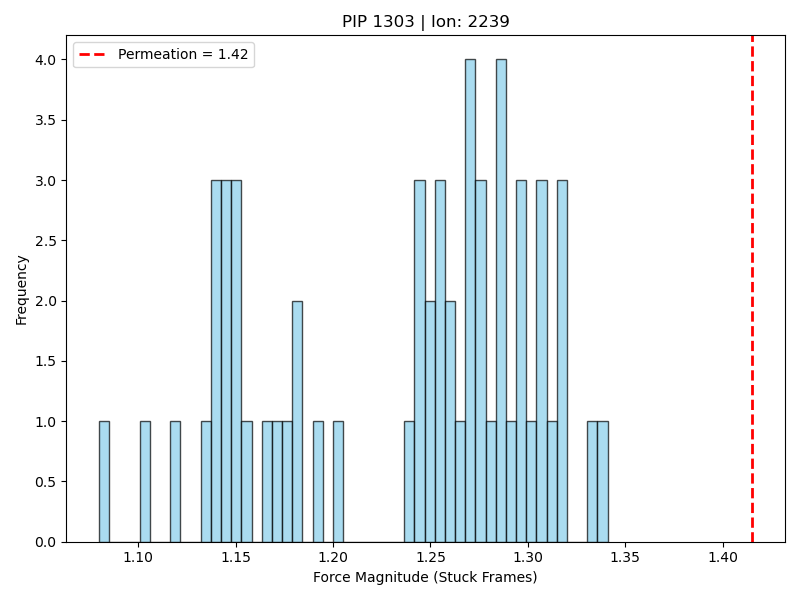 PIP 1303 | Ion: 2239
Permeation = 1.42
Frequency
4.0
3.5
3.0
2.5
2.0
1.5
1.0
0.5
0.0
1.10 1.15 1.20 1.25 1.30 1.35 1.40
Force Magnitude (Stuck Frames)